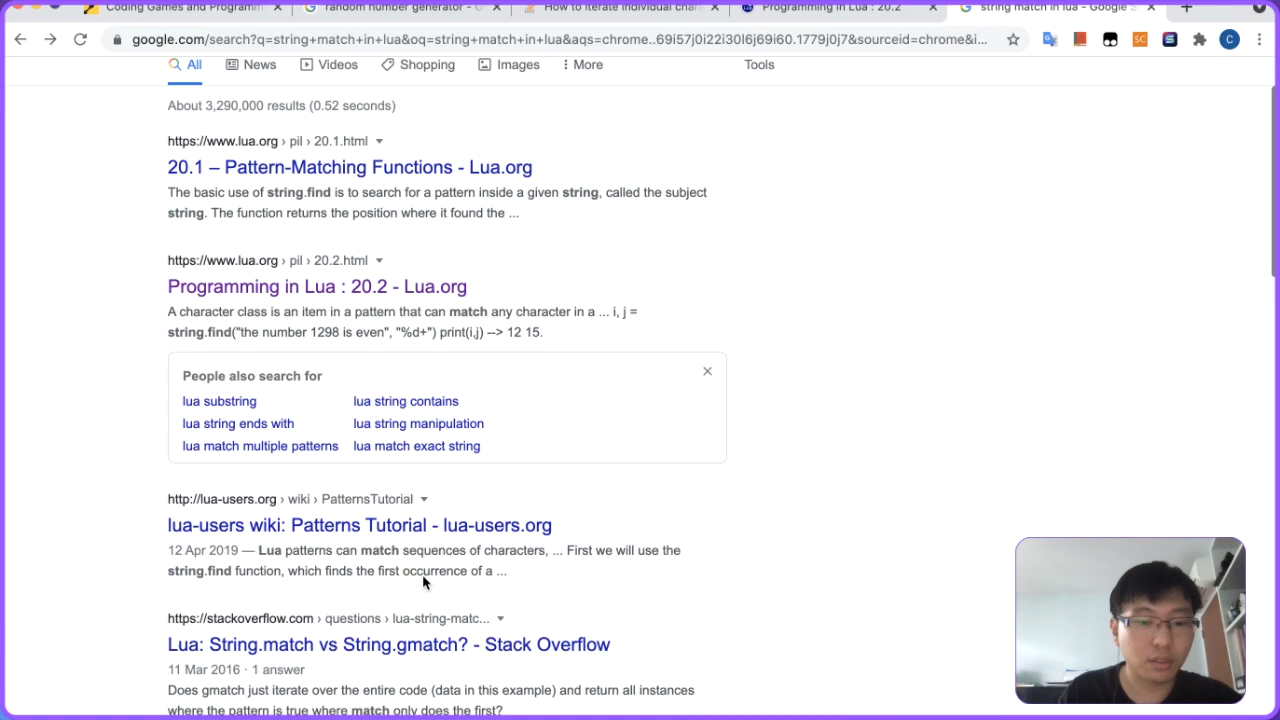 Coding Games and Programm
random number generator - G
How to iterate individual char
Programming in Lua : 20.2
string match in lua - Google S
google.com/search?q=string+match+in+lua&oq=string+match+in+lua&aqs=chrome..69i57j0i22i30l6j69i60.1779j0j7&sourceid=chrome&i...
SC
S
C
All
News
Videos
Shopping
Images
More
Tools
About 3,290,000 results (0.52 seconds)
https://www.lua.org › pil › 20.1.html
20.1 – Pattern-Matching Functions - Lua.org
The basic use of string.find is to search for a pattern inside a given string, called the subject
string. The function returns the position where it found the ...
https://www.lua.org › pil › 20.2.html
Programming in Lua : 20.2 - Lua.org
A character class is an item in a pattern that can match any character in a ... i, j =
string.find("the number 1298 is even", "%d+") print(i,j) --> 12 15.
People also search for
lua substring
lua string contains
lua string ends with
lua string manipulation
lua match multiple patterns
lua match exact string
http://lua-users.org › wiki › PatternsTutorial
lua-users wiki: Patterns Tutorial - lua-users.org
12 Apr 2019 — Lua patterns can match sequences of characters, ... First we will use the
string.find function, which finds the first occurrence of a ...
https://stackoverflow.com › questions › lua-string-matc...
Lua: String.match vs String.gmatch? - Stack Overflow
11 Mar 2016 · 1 answer
Does gmatch just iterate over the entire code (data in this example) and return all instances
where the pattern is true where match only does the first?